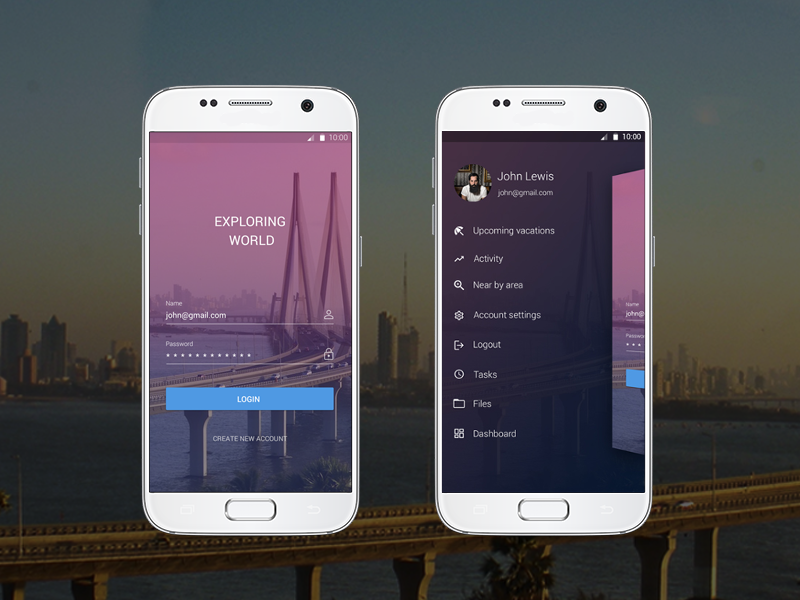 10:00
EXPLORING
WORLD
Name
john@gmail.com
Password
LOGIN
CREATE NEW ACCOUNT
10:00
John Lewis
john@gmail.com
Upcoming vacations
Activity
Near by area
Account settings
Logout
Tasks
Files
Dashboard
Name
john@